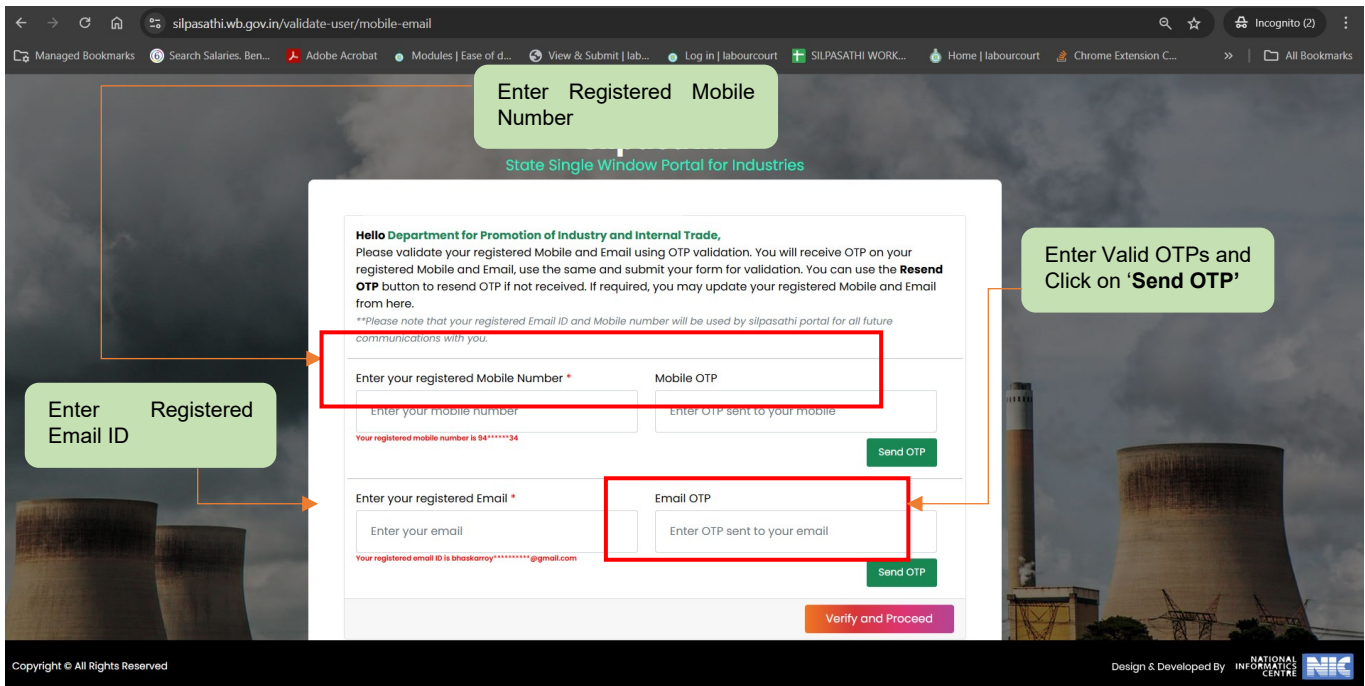 silpasathi.wb.gov.in/validate-user/mobile-email
Incognito (2)
Managed Bookmarks
Search Salaries. Ben...
Adobe Acrobat
Modules | Ease of d...
View & Submit | lab...
Log in | labourcourt
SILPASATHI WORK...
Home | labourcourt
Chrome Extension C...
»
All Bookmarks
Enter Registered Mobile
Number
State Single Window Portal for Industries
Hello Department for Promotion of Industry and Internal Trade,
Please validate your registered Mobile and Email using OTP validation. You will receive OTP on your
registered Mobile and Email, use the same and submit your form for validation. You can use the Resend
OTP button to resend OTP if not received. If required, you may update your registered Mobile and Email
from here.
**Please note that your registered Email ID and Mobile number will be used by silpasathi portal for all future
communications with you.
Enter Valid OTPs and
Click on ‘Send OTP’
Enter your registered Mobile Number *
Mobile OTP
Enter your mobile number
Enter OTP sent to your mobile
Your registered mobile number is 94******34
Send OTP
Enter Registered
Email ID
Enter your registered Email *
Email OTP
Enter your email
Enter OTP sent to your email
Your registered email ID is bhaskarroy**********@gmail.com
Send OTP
Verify and Proceed
Copyright © All Rights Reserved
Design & Developed By
NATIONAL
INFORMATICS
CENTRE
NIC